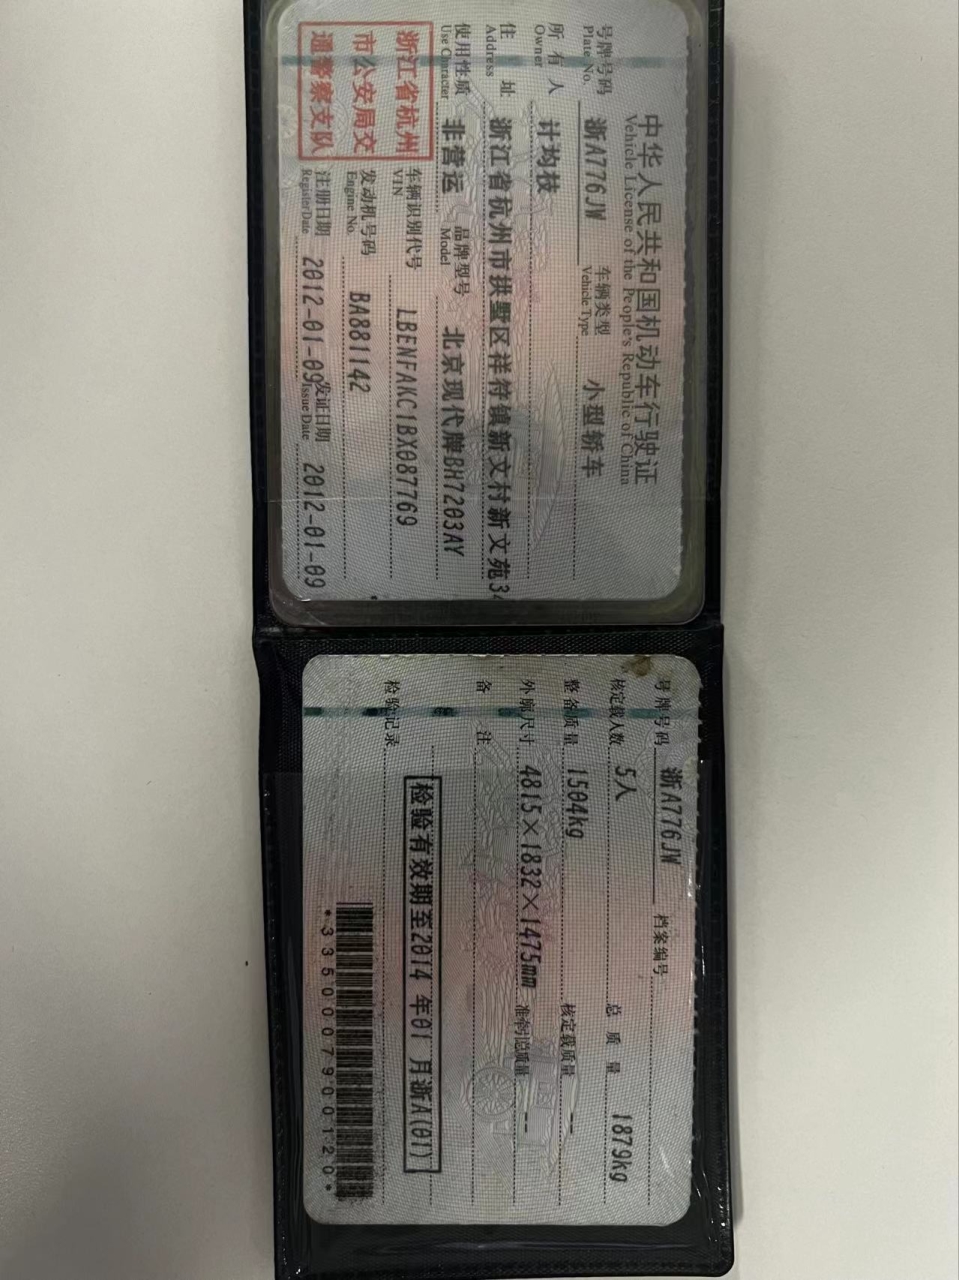 中华人民共和国机动车行驶证
Vehicle License of the People's Republic of China
号牌号码 浙A776JW 车辆类型 小型轿车
Plate No. Vehicle Type
所有人 计均枝
Owner
住址 浙江省杭州市拱墅区祥符镇新文村新文苑34
Address
使用性质 非营运 品牌型号 北京现代牌BH7203AY
Use Character Model
浙江省杭州
市公安局交
通警察支队
车辆识别代号 LBENFAKC1BX087769
VIN
发动机号码 BA881142
Engine No.
注册日期 2012-01-09 发证日期 2012-01-09
Register Date Issue Date
号牌号码 浙A776JW 档案编号
核定载人数 5人 总质量 1879kg
整备质量 1504kg 核定载质量 --
外廓尺寸 4815×1832×1475mm 准牵引总质量 --
备注
检验有效期至2014年01月浙A(01)
检验记录
*3350007900120*